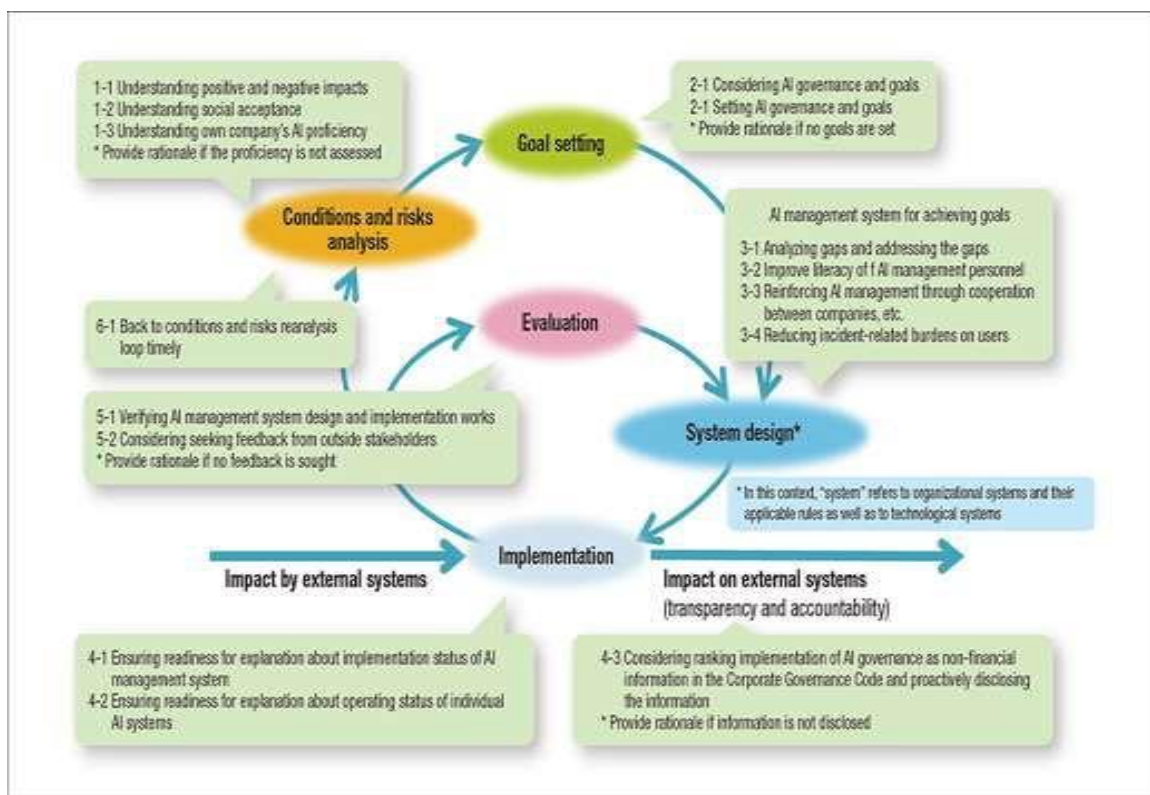 1-1 Understanding positive and negative impacts
1-2 Understanding social acceptance
1-3 Understanding own company's AI proficiency
* Provide rationale if the proficiency is not assessed
2-1 Considering AI governance and goals
2-1 Setting AI governance and goals
* Provide rationale if no goals are set
Goal setting
Conditions and risks
analysis
AI management system for achieving goals
3-1 Analyzing gaps and addressing the gaps
3-2 Improve literacy of f AI management personnel
3-3 Reinforcing AI management through cooperation
between companies, etc.
3-4 Reducing incident-related burdens on users
6-1 Back to conditions and risks reanalysis
loop timely
Evaluation
5-1 Verifying AI management system design and implementation works
5-2 Considering seeking feedback from outside stakeholders
* Provide rationale if no feedback is sought
System design*
* In this context, "system" refers to organizational systems and their
applicable rules as well as to technological systems
Implementation
Impact by external systems
Impact on external systems
(transparency and accountability)
4-1 Ensuring readiness for explanation about implementation status of AI
management system
4-2 Ensuring readiness for explanation about operating status of individual
AI systems
4-3 Considering ranking implementation of AI governance as non-financial
information in the Corporate Governance Code and proactively disclosing
the information
* Provide rationale if information is not disclosed